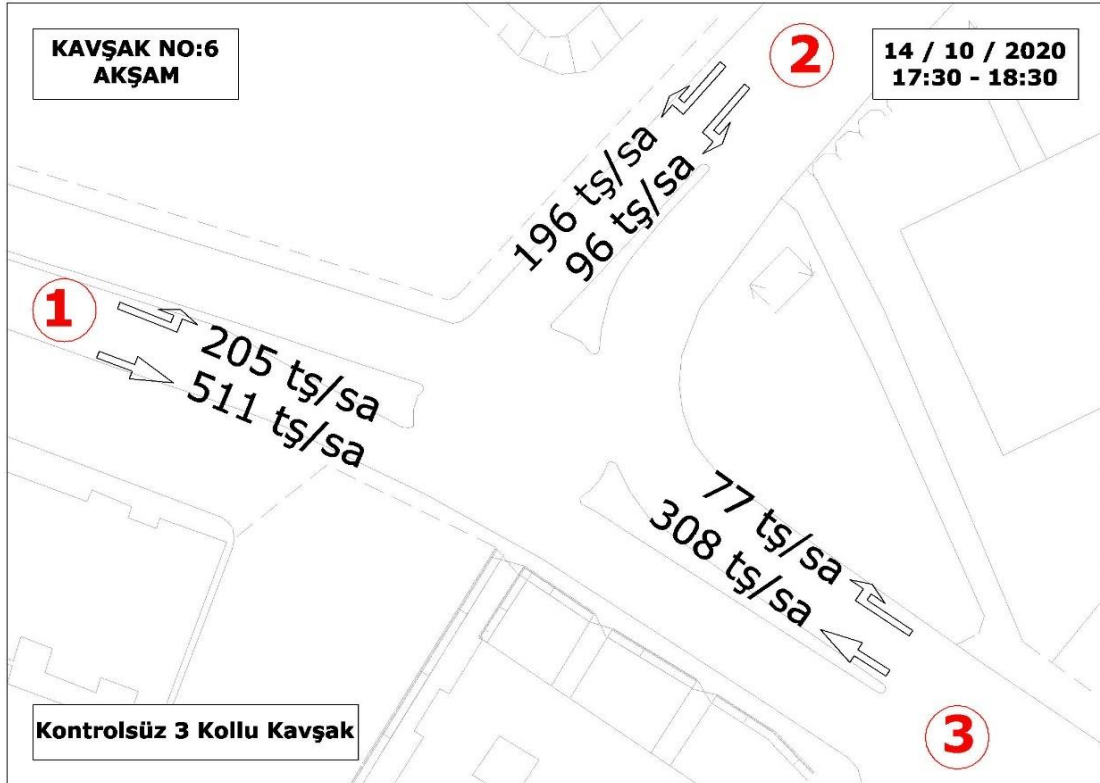 KAVŞAK NO:6
AKŞAM
2
14 / 10 / 2020
17:30 - 18:30
196 tş/sa
96 tş/sa
1
205 tş/sa
511 tş/sa
77 tş/sa
308 tş/sa
Kontrolsüz 3 Kollu Kavşak
3